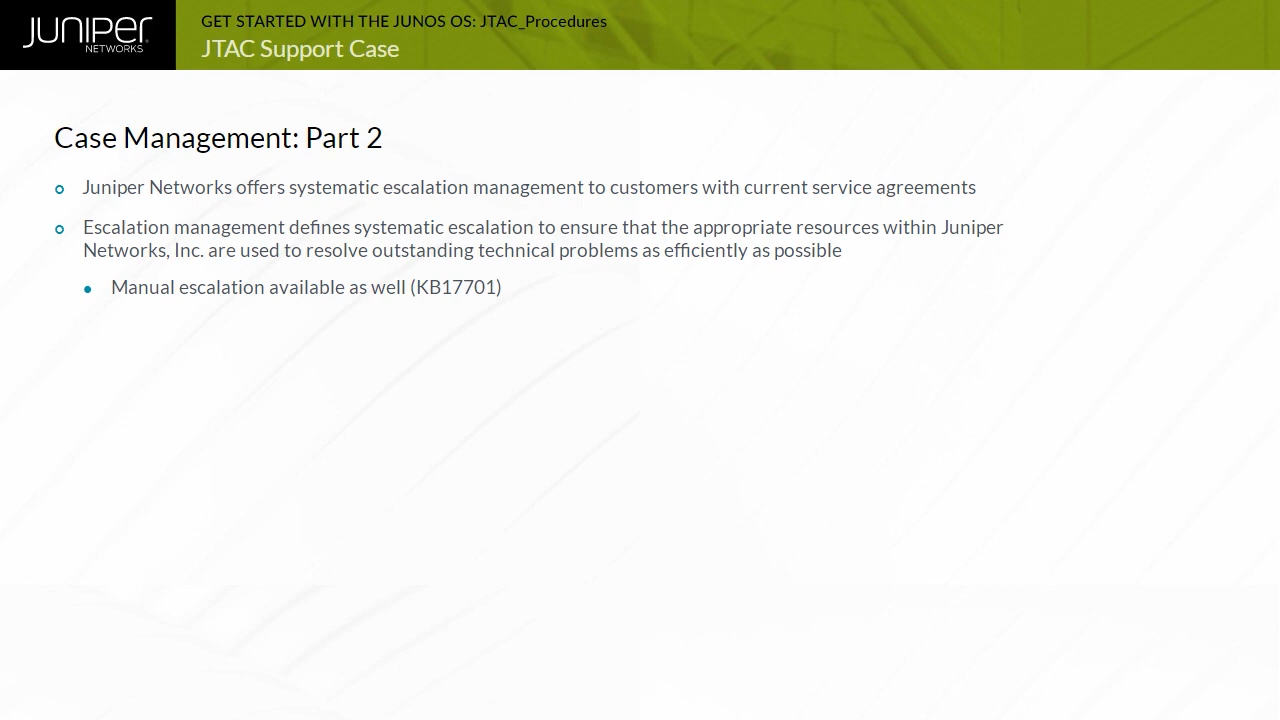 JUNIPER
NETWORKS
GET STARTED WITH THE JUNOS OS: JTAC_Procedures
JTAC Support Case
Case Management: Part 2
Juniper Networks offers systematic escalation management to customers with current service agreements
Escalation management defines systematic escalation to ensure that the appropriate resources within Juniper
Networks, Inc. are used to resolve outstanding technical problems as efficiently as possible
Manual escalation available as well (KB17701)